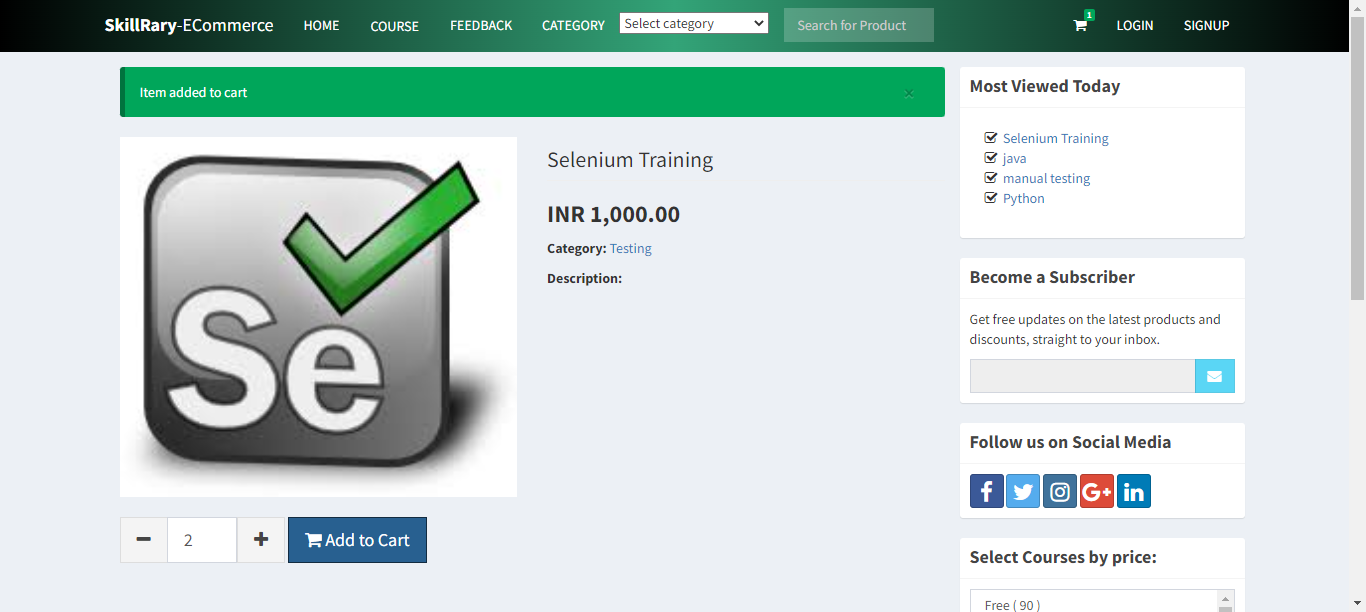 SkillRary-ECommerce HOME COURSE FEEDBACK CATEGORY Select category Search for Product 1 LOGIN SIGNUP
Item added to cart ×
Selenium Training
INR 1,000.00
Category: Testing
Description:
Se
2
Add to Cart
Most Viewed Today
Selenium Training
java
manual testing
Python
Become a Subscriber
Get free updates on the latest products and
discounts, straight to your inbox.
Follow us on Social Media
f G+ in
Select Courses by price:
Free ( 90 )